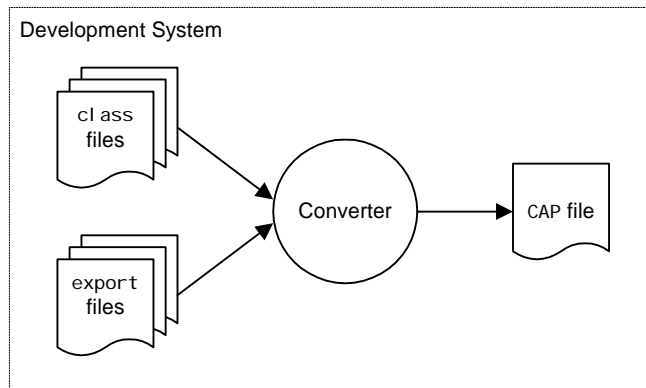 Development System
class
files
Converter
CAP file
export
files